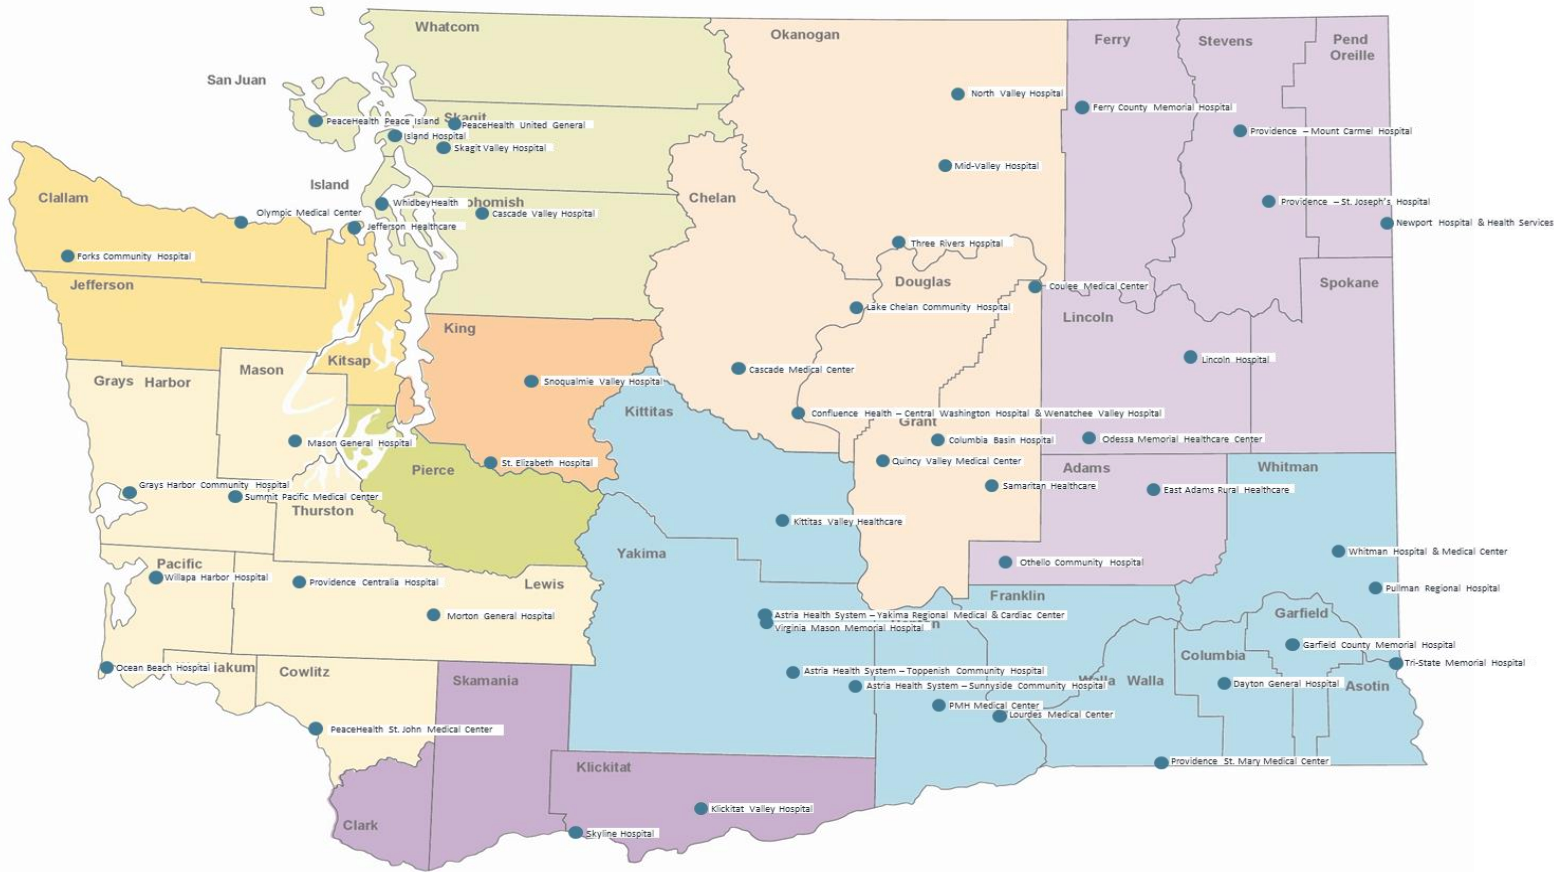 Whatcom
Okanogan
Ferry
Stevens
Pend
Oreille
San Juan
North Valley Hospital
Ferry County Memorial Hospital
PeaceHealth Peace Island
Skagit
PeaceHealth United General
Island Hospital
Skagit Valley Hospital
Providence – Mount Carmel Hospital
Mid-Valley Hospital
Island
Clallam
Chelan
WhidbeyHealth
ohomish
Cascade Valley Hospital
Providence – St. Joseph's Hospital
Olympic Medical Center
Jefferson Healthcare
Newport Hospital & Health Services
Three Rivers Hospital
Forks Community Hospital
Jefferson
Douglas
Coulee Medical Center
Spokane
Lake Chelan Community Hospital
Lincoln
King
Lincoln Hospital
Kitsap
Mason
Cascade Medical Center
Grays Harbor
Snoqualmie Valley Hospital
Kittitas
Confluence Health – Central Washington Hospital & Wenatchee Valley Hospital
Grant
Mason General Hospital
Columbia Basin Hospital
Odessa Memorial Healthcare Center
St. Elizabeth Hospital
Quincy Valley Medical Center
Pierce
Adams
Whitman
Grays Harbor Community Hospital
Summit Pacific Medical Center
Samaritan Healthcare
East Adams Rural Healthcare
Thurston
Kittitas Valley Healthcare
Yakima
Whitman Hospital & Medical Center
Pacific
Othello Community Hospital
Willapa Harbor Hospital
Providence Centralia Hospital
Lewis
Pullman Regional Hospital
Franklin
Morton General Hospital
Astria Health System – Yakima Regional Medical & Cardiac Center
Virginia Mason Memorial Hospital
n
Garfield
Garfield County Memorial Hospital
Columbia
Ocean Beach Hospital
iakum
Cowlitz
Skamania
Astria Health System – Toppenish Community Hospital
Tri-State Memorial Hospital
Astria Health System – Sunnyside Community Hospital
Walla Walla
Dayton General Hospital
Asotin
PMH Medical Center
Lourdes Medical Center
PeaceHealth St. John Medical Center
Providence St. Mary Medical Center
Klickitat
Klickitat Valley Hospital
Clark
Skyline Hospital